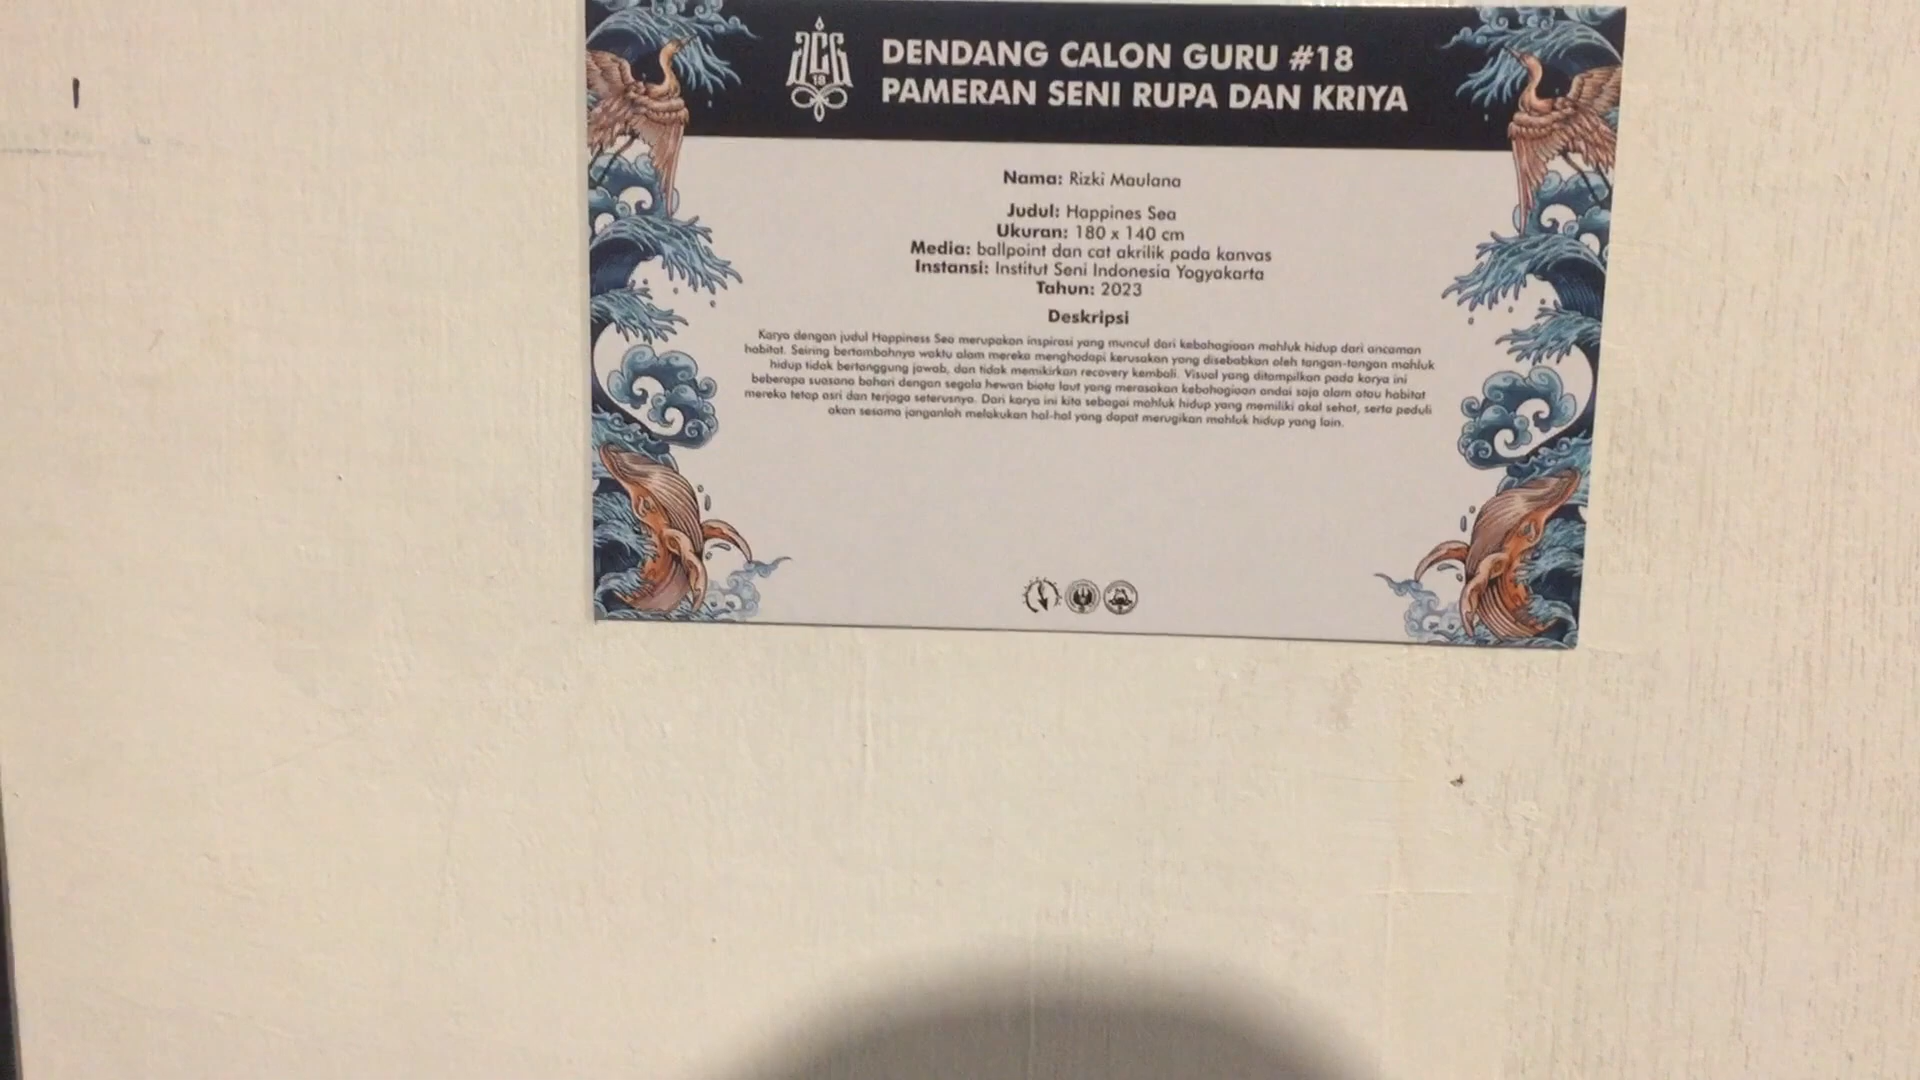 DCG
18
DENDANG CALON GURU #18
PAMERAN SENI RUPA DAN KRIYA
Nama: Rizki Maulana
Judul: Happines Sea
Ukuran: 180 x 140 cm
Media: ballpoint dan cat akrilik pada kanvas
Instansi: Institut Seni Indonesia Yogyakarta
Tahun: 2023
Deskripsi
Karya dengan judul Happiness Sea merupakan inspirasi yang muncul dari kebahagiaan mahluk hidup dari ancaman
habitat. Seiring bertambahnya waktu alam mereka menghadapi kerusakan yang disebabkan oleh tangan-tangan mahluk
hidup tidak bertanggung jawab, dan tidak memikirkan recovery kembali. Visual yang ditampilkan pada karya ini
beberapa suasana bahari dengan segala hewan biota laut yang merasakan kebahagiaan andai saja alam atau habitat
mereka tetap asri dan terjaga seterusnya. Dari karya ini kita sebagai mahluk hidup yang memiliki akal sehat, serta peduli
akan sesama janganlah melakukan hal-hal yang dapat merugikan mahluk hidup yang lain.